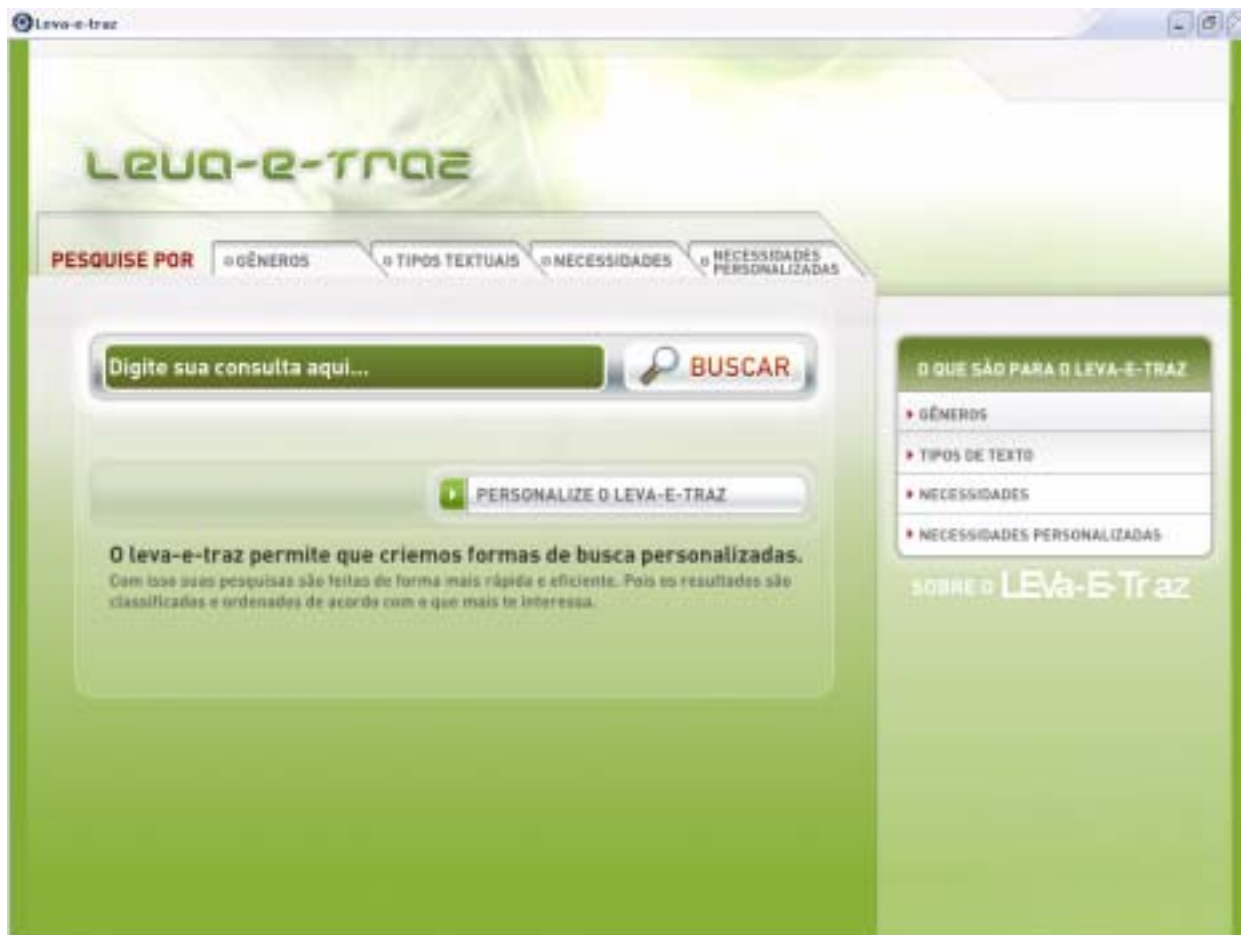 Leva-e-traz
Leva-e-Traz
PESQUISE POR
GÊNEROS
TIPOS TEXTUAIS
NECESSIDADES
NECESSIDADES
PERSONALIZADAS
Digite sua consulta aqui...
BUSCAR
PERSONALIZE O LEVA-E-TRAZ
O leva-e-traz permite que criemos formas de busca personalizadas.
Com isso suas pesquisas são feitas de forma mais rápida e eficiente. Pois os resultados são
classificados e ordenados de acordo com o que mais te interessa.
O QUE SÃO PARA O LEVA-E-TRAZ
GÊNEROS
TIPOS DE TEXTO
NECESSIDADES
NECESSIDADES PERSONALIZADAS
SOBRE O LEVa-E-Traz